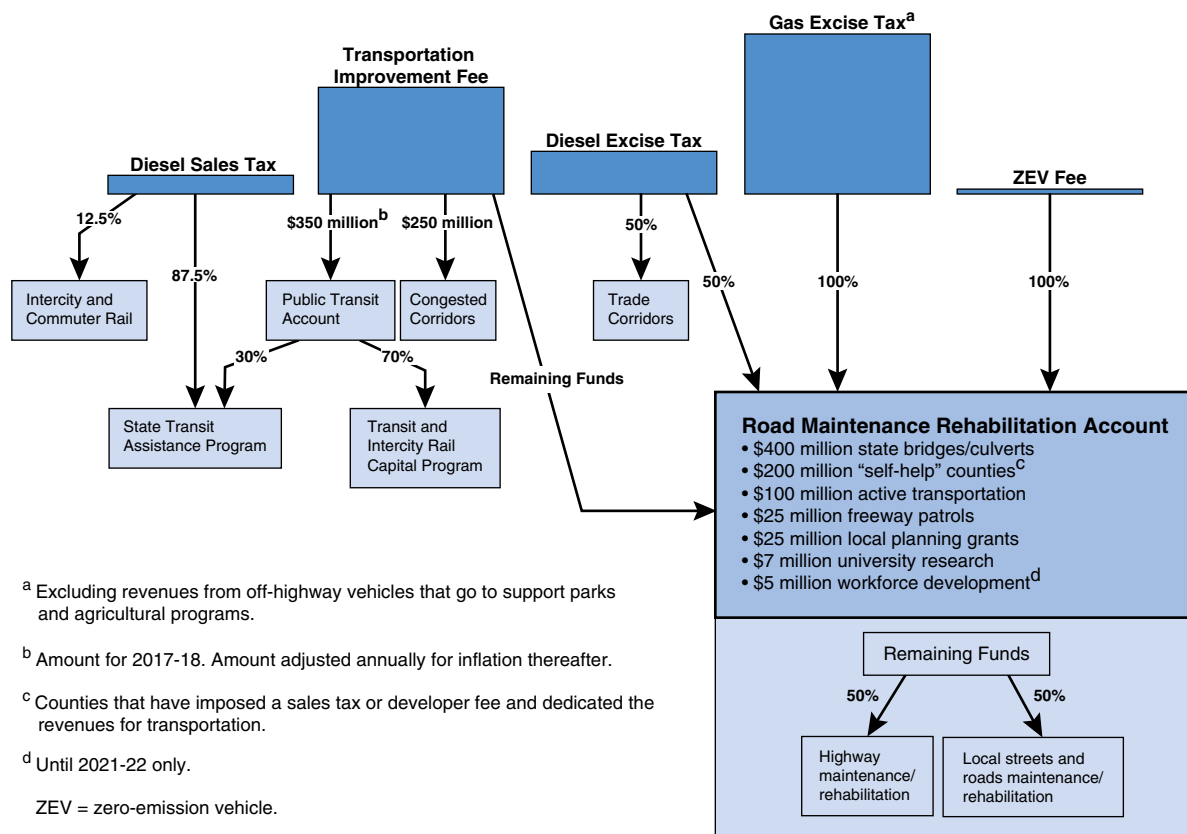 Gas Excise Taxa
Transportation
Improvement Fee
Diesel Excise Tax
Diesel Sales Tax
ZEV Fee
12.5%
$350 millionb
$250 million
50%
87.5%
50%
100%
100%
Intercity and
Commuter Rail
Public Transit
Account
Congested
Corridors
Trade
Corridors
30%
70%
Remaining Funds
State Transit
Assistance Program
Transit and
Intercity Rail
Capital Program
Road Maintenance Rehabilitation Account
• $400 million state bridges/culverts
• $200 million “self-help” countiesc
• $100 million active transportation
• $25 million freeway patrols
• $25 million local planning grants
• $7 million university research
• $5 million workforce developmentd
Remaining Funds
50%
50%
Highway
maintenance/
rehabilitation
Local streets and
roads maintenance/
rehabilitation
a Excluding revenues from off-highway vehicles that go to support parks
and agricultural programs.
b Amount for 2017-18. Amount adjusted annually for inflation thereafter.
c Counties that have imposed a sales tax or developer fee and dedicated the
revenues for transportation.
d Until 2021-22 only.
ZEV = zero-emission vehicle.